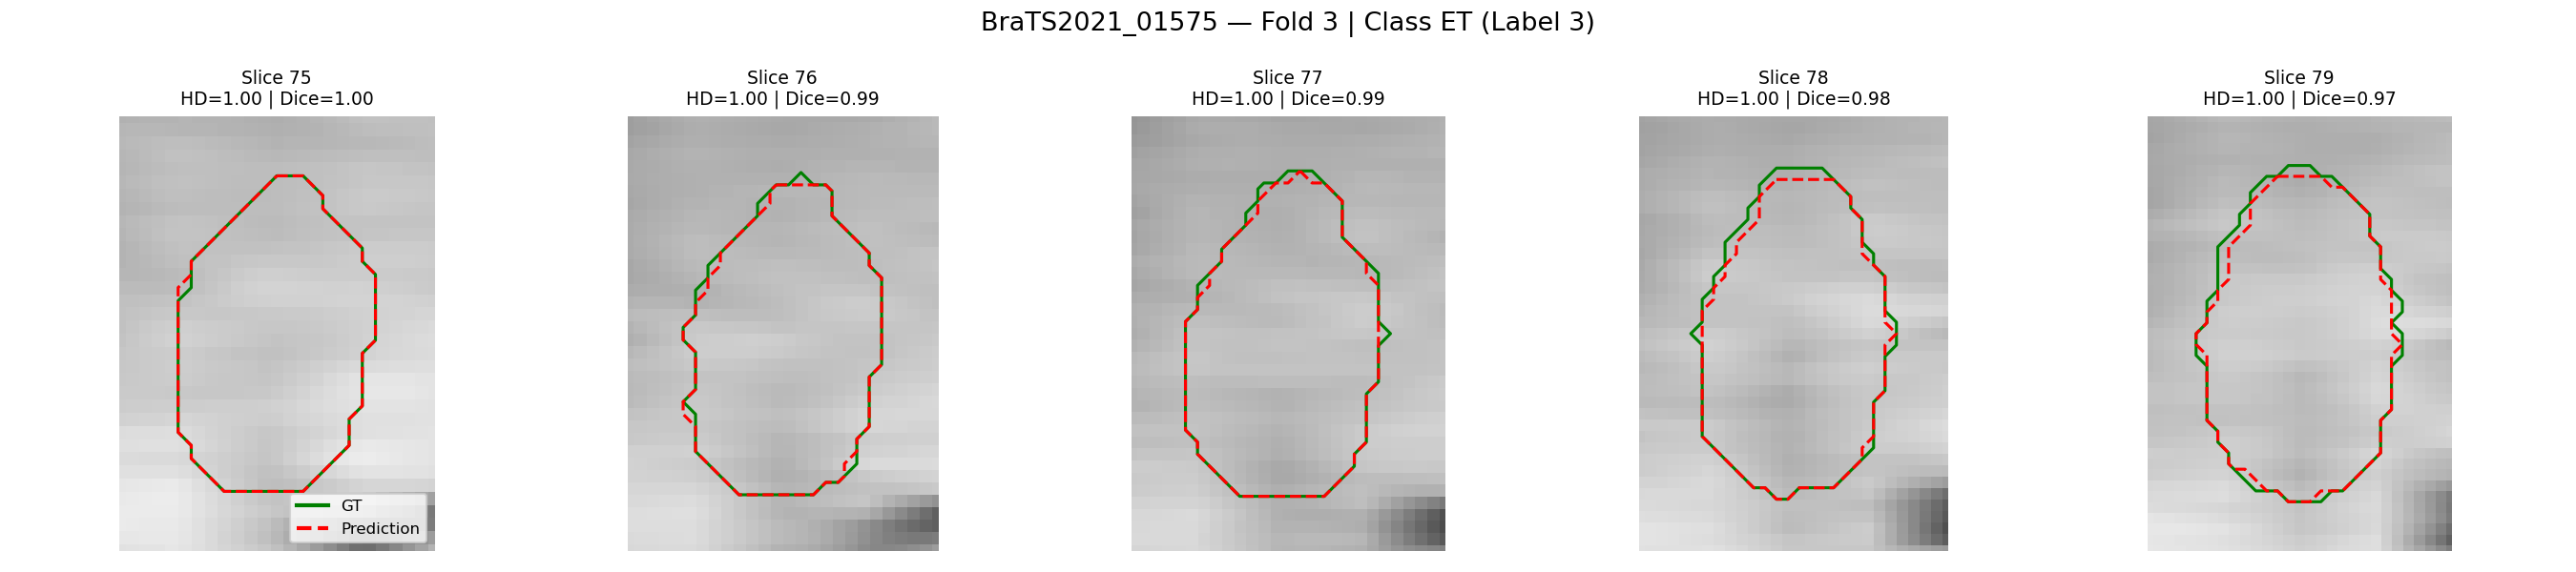 BraTS2021_01575 — Fold 3 | Class ET (Label 3)
Slice 75
HD=1.00 | Dice=1.00
Slice 76
HD=1.00 | Dice=0.99
Slice 77
HD=1.00 | Dice=0.99
Slice 78
HD=1.00 | Dice=0.98
Slice 79
HD=1.00 | Dice=0.97
GT
Prediction